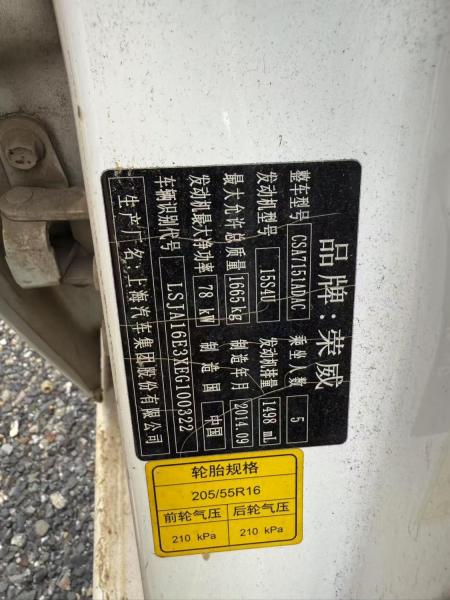 品牌:荣威
整车型号 CSA7151ADAC 乘坐人数 5
发动机型号 15S4U 发动机排量 1498 mL
最大允许总质量 1665 kg 制造年月 2014.09
发动机最大净功率 78 kW 制造国 中国
车辆识别代号 LSJA16E3XEG100322
生产厂名:上海汽车集团股份有限公司
轮胎规格
205/55R16
前轮气压 后轮气压
210 kPa 210 kPa